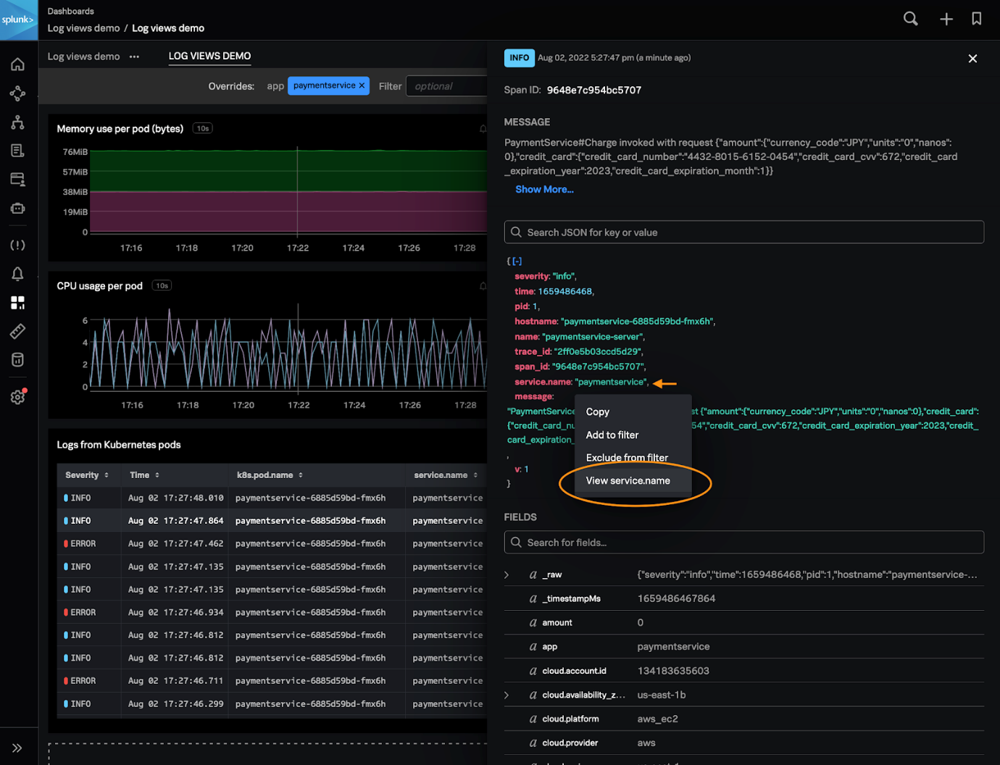 splunk>
Dashboards
Log views demo / Log views demo
Log views demo ••• LOG VIEWS DEMO
Overrides: app paymentservice × Filter optional
Memory use per pod (bytes) 10s
76MiB
57MiB
38MiB
19MiB
0
17:16 17:18 17:20 17:22 17:24 17:26 17:28
CPU usage per pod 10s
6
4
2
0
17:16 17:18 17:20 17:22 17:24 17:26 17:28
Logs from Kubernetes pods
Severity Time k8s.pod.name service.name
INFO Aug 02 17:27:48.010 paymentservice-6885d59bd-fmx6h paymentservice
INFO Aug 02 17:27:47.864 paymentservice-6885d59bd-fmx6h paymentservice
ERROR Aug 02 17:27:47.462 paymentservice-6885d59bd-fmx6h paymentservice
INFO Aug 02 17:27:47.135 paymentservice-6885d59bd-fmx6h paymentservice
INFO Aug 02 17:27:47.135 paymentservice-6885d59bd-fmx6h paymentservice
ERROR Aug 02 17:27:46.934 paymentservice-6885d59bd-fmx6h paymentservice
INFO Aug 02 17:27:46.812 paymentservice-6885d59bd-fmx6h paymentservice
INFO Aug 02 17:27:46.812 paymentservice-6885d59bd-fmx6h paymentservice
ERROR Aug 02 17:27:46.711 paymentservice-6885d59bd-fmx6h paymentservice
INFO Aug 02 17:27:46.299 paymentservice-6885d59bd-fmx6h paymentservice
INFO Aug 02, 2022 5:27:47 pm (a minute ago)
Span ID: 9648e7c954bc5707
MESSAGE
PaymentService#Charge invoked with request {"amount":{"currency_code":"JPY","units":"0","nanos":
0},"credit_card":{"credit_card_number":"4432-8015-6152-0454","credit_card_cvv":672,"credit_card
_expiration_year":2023,"credit_card_expiration_month":1}}
Show More...
Search JSON for key or value
{ [-]
severity: "info",
time: 1659486468,
pid: 1,
hostname: "paymentservice-6885d59bd-fmx6h",
name: "paymentservice-server",
trace_id: "2ff0e5b03ccd5d29",
span_id: "9648e7c954bc5707",
service.name: "paymentservice",
message:
"PaymentService st {"amount":{"currency_code":"JPY","units":"0","nanos":0},"credit_card":
{"credit_card_nu 54","credit_card_cvv":672,"credit_card_expiration_year":2023,"credit_
card_expiration_
,
v: 1
}
Copy
Add to filter
Exclude from filter
View service.name
FIELDS
Search for fields...
a _raw {"severity":"info","time":1659486468,"pid":1,"hostname":"paymentservice-...
a _timestampMs 1659486467864
a amount 0
a app paymentservice
a cloud.account.id 134183635603
a cloud.availability_z... us-east-1b
a cloud.platform aws_ec2
a cloud.provider aws